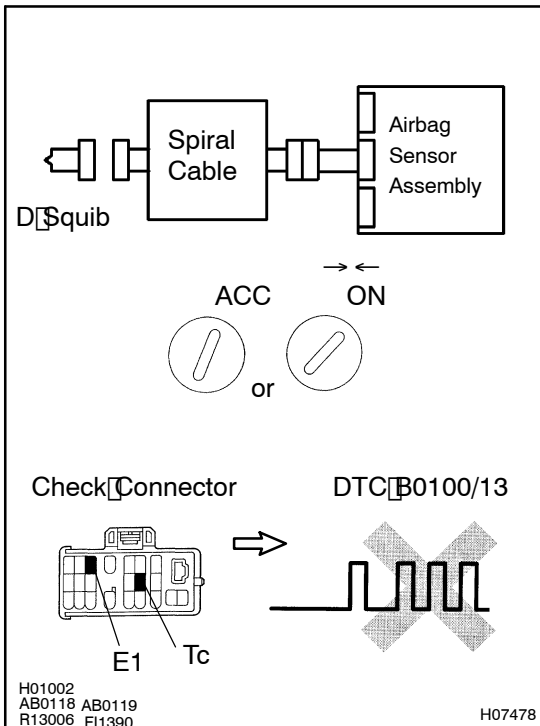 Spiral
Cable
Airbag
Sensor
Assembly
D Squib
ACC
ON
or
Check Connector
DTC B0100/13
E1
Tc
H01002
AB0118 AB0119
R13006 FI1390
H07478